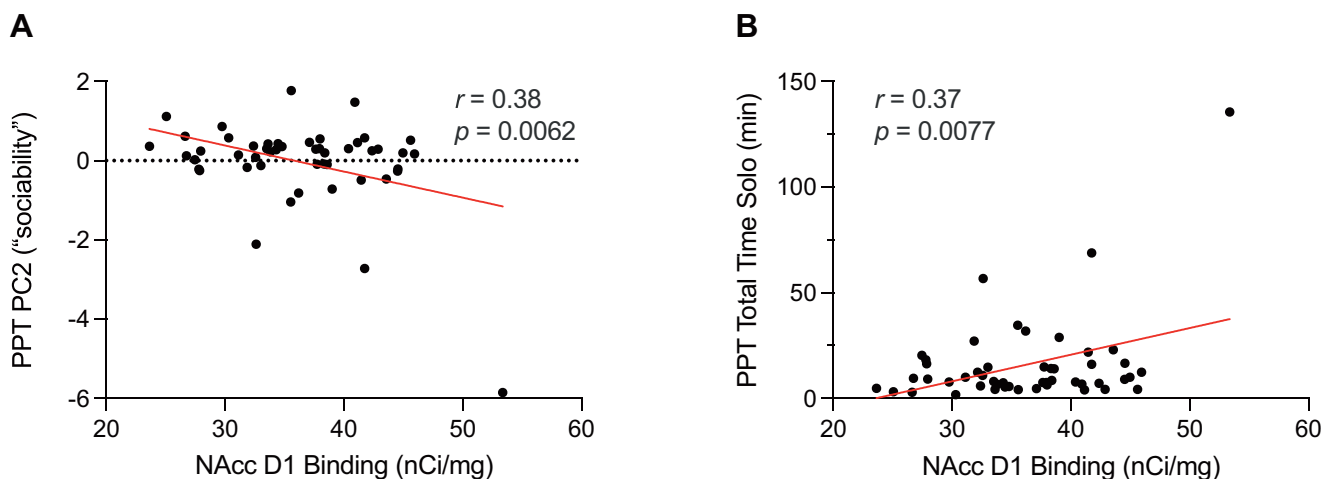 A
r = 0.38
p = 0.0062
PPT PC2 (“sociability”)
2
0
-2
-4
-6
20
30
40
50
60
NAcc D1 Binding (nCi/mg)
B
r = 0.37
p = 0.0077
PPT Total Time Solo (min)
150
100
50
0
20
30
40
50
60
NAcc D1 Binding (nCi/mg)